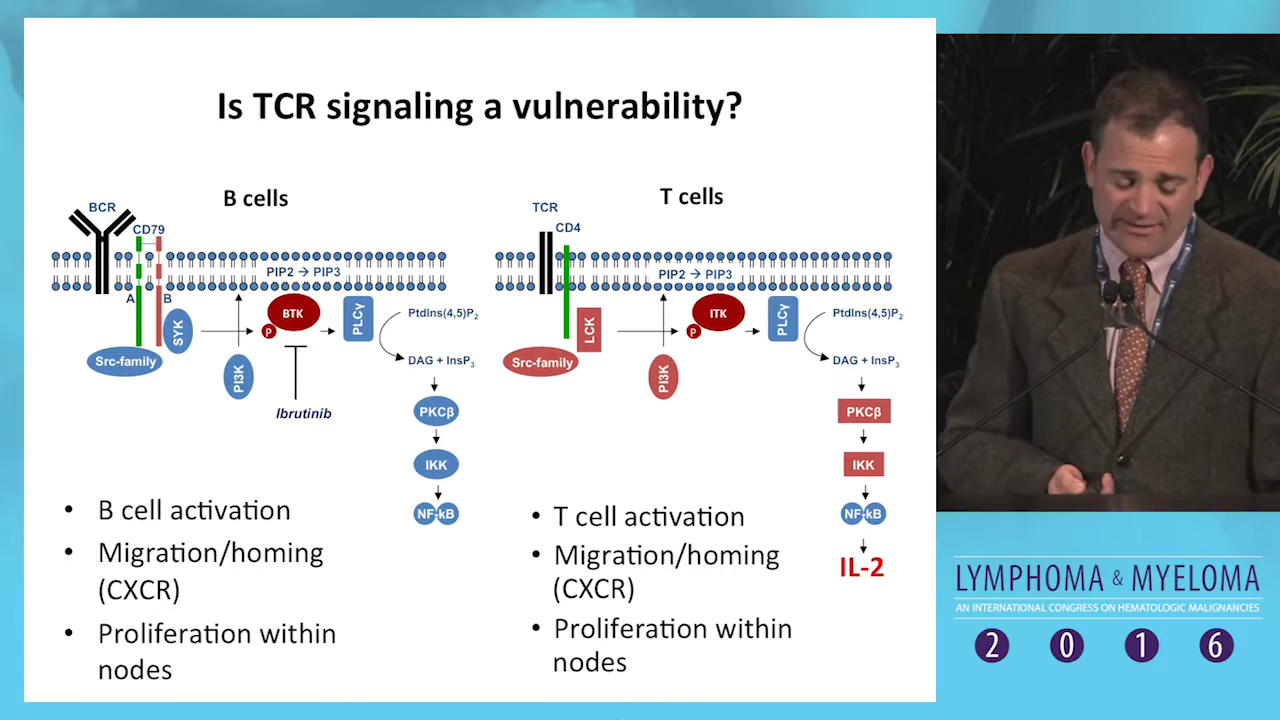 Is TCR signaling a vulnerability?
B cells
BCR
CD79
PIP2 → PIP3
A
B
SYK
BTK
P
PLCγ
PtdIns(4,5)P2
Src-family
PI3K
DAG + InsP3
Ibrutinib
PKCβ
IKK
NF-kB
• B cell activation
• Migration/homing
(CXCR)
• Proliferation within
nodes
T cells
TCR
CD4
PIP2 → PIP3
LCK
ITK
P
PLCγ
PtdIns(4,5)P2
Src-family
PI3K
DAG + InsP3
PKCβ
IKK
NF-kB
IL-2
• T cell activation
• Migration/homing
(CXCR)
• Proliferation within
nodes
LYMPHOMA & MYELOMA
AN INTERNATIONAL CONGRESS ON HEMATOLOGIC MALIGNANCIES
2 0 1 6